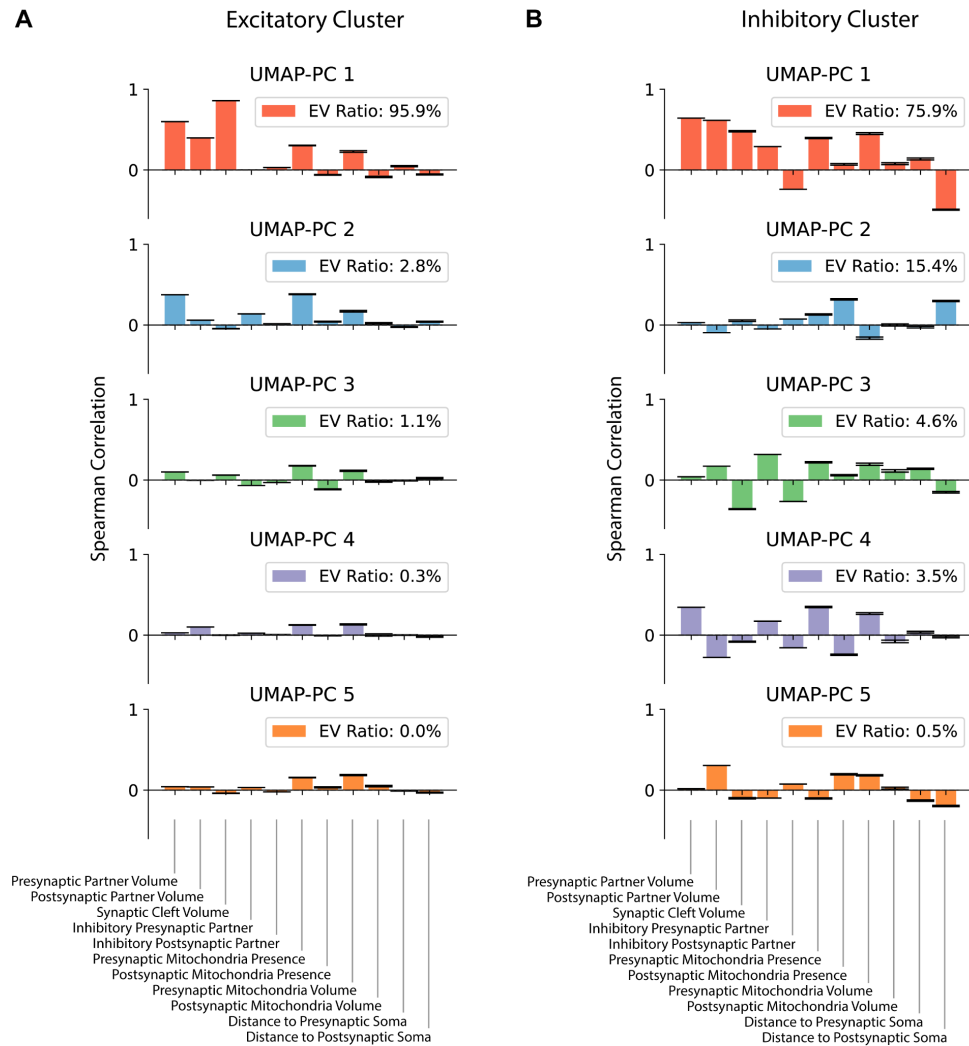 A
Excitatory Cluster
UMAP-PC 1
1
EV Ratio: 95.9%
0
UMAP-PC 2
1
EV Ratio: 2.8%
0
UMAP-PC 3
1
EV Ratio: 1.1%
0
UMAP-PC 4
1
EV Ratio: 0.3%
0
UMAP-PC 5
1
EV Ratio: 0.0%
0
Spearman Correlation
Presynaptic Partner Volume
Postsynaptic Partner Volume
Synaptic Cleft Volume
Inhibitory Presynaptic Partner
Inhibitory Postsynaptic Partner
Presynaptic Mitochondria Presence
Postsynaptic Mitochondria Presence
Presynaptic Mitochondria Volume
Postsynaptic Mitochondria Volume
Distance to Presynaptic Soma
Distance to Postsynaptic Soma
B
Inhibitory Cluster
UMAP-PC 1
1
EV Ratio: 75.9%
0
UMAP-PC 2
1
EV Ratio: 15.4%
0
UMAP-PC 3
1
EV Ratio: 4.6%
0
UMAP-PC 4
1
EV Ratio: 3.5%
0
UMAP-PC 5
1
EV Ratio: 0.5%
0
Spearman Correlation
Presynaptic Partner Volume
Postsynaptic Partner Volume
Synaptic Cleft Volume
Inhibitory Presynaptic Partner
Inhibitory Postsynaptic Partner
Presynaptic Mitochondria Presence
Postsynaptic Mitochondria Presence
Presynaptic Mitochondria Volume
Postsynaptic Mitochondria Volume
Distance to Presynaptic Soma
Distance to Postsynaptic Soma